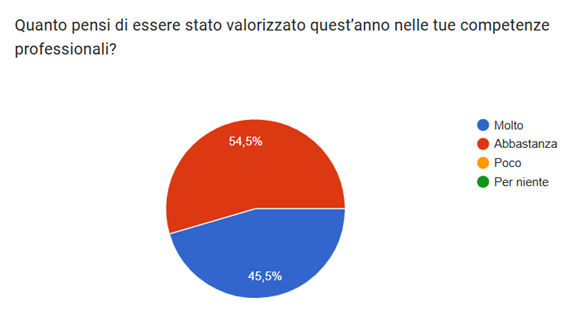 Quanto pensi di essere stato valorizzato quest’anno nelle tue competenze
professionali?
54,5%
45,5%
Molto
Abbastanza
Poco
Per niente